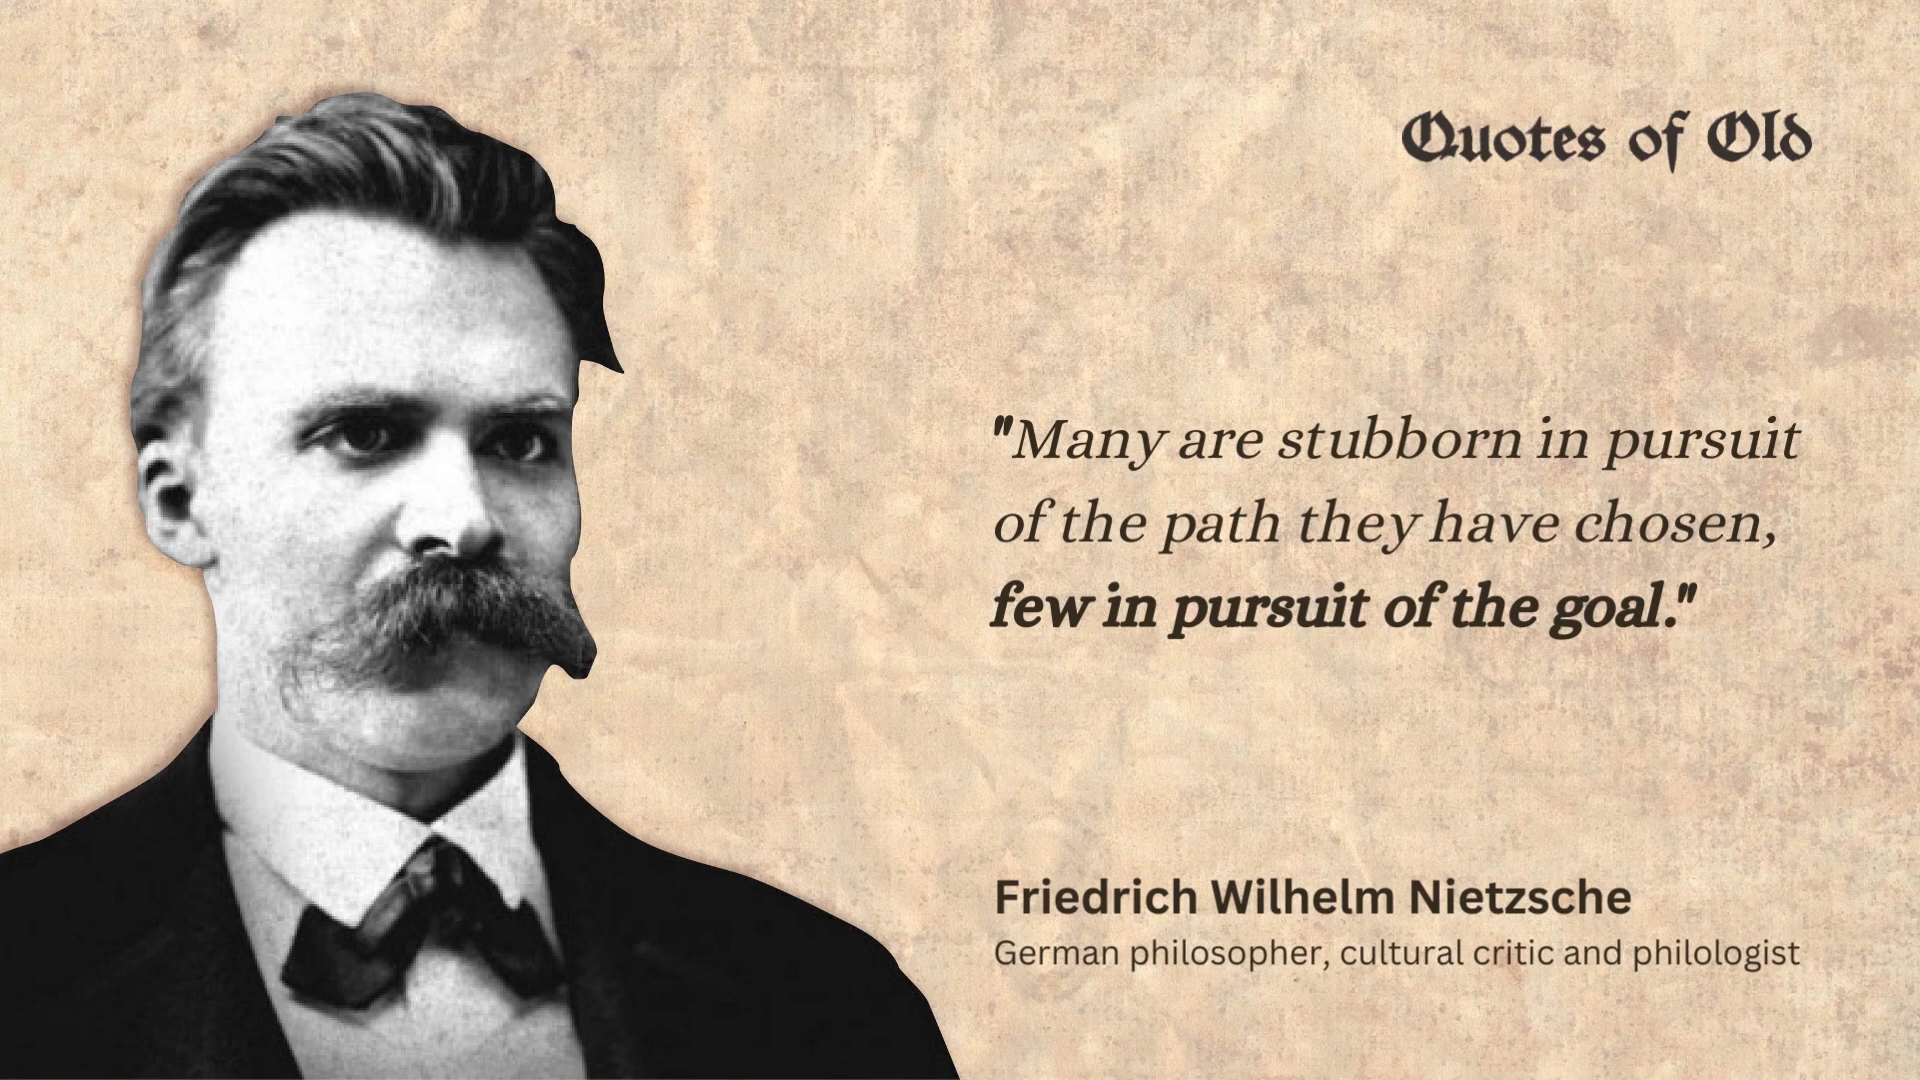 Quotes of Old
"Many are stubborn in pursuit
of the path they have chosen,
few in pursuit of the goal."
Friedrich Wilhelm Nietzsche
German philosopher, cultural critic and philologist